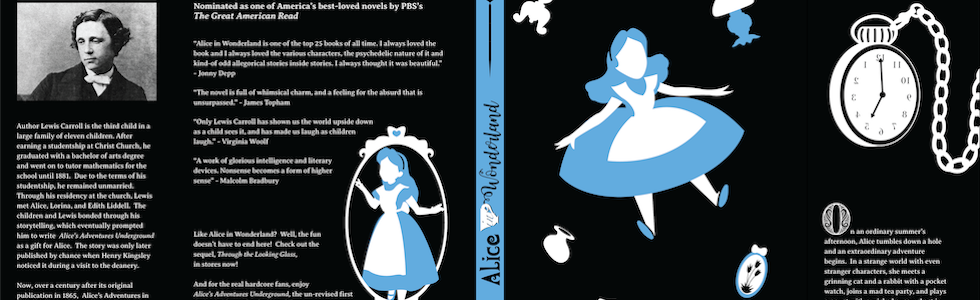 Author Lewis Carroll is the third child in a
large family of eleven children. After
earning a studentship at Christ Church, he
graduated with a bachelor of arts degree
and went on to tutor mathematics for the
school until 1881. Due to the terms of his
studentship, he remained unmarried.
Through his residency at the church, Lewis
met Alice, Lorina, and Edith Liddell. The
children and Lewis bonded through his
storytelling, which eventually prompted
him to write Alice's Adventures Underground
as a gift for Alice. The story was only later
published by chance when Henry Kingsley
noticed it during a visit to the deanery.
Now, over a century after its original
publication in 1865, Alice's Adventures in
Nominated as one of America's best-loved novels by PBS's
The Great American Read
"Alice in Wonderland is one of the top 25 books of all time. I always loved the
book and I always loved the various characters, the psychedelic nature of it and
kind-of odd allegorical stories inside stories. I always thought it was beautiful."
- Jonny Depp
"The novel is full of whimsical charm, and a feeling for the absurd that is
unsurpassed." - James Topham
"Only Lewis Carroll has shown us the world upside down
as a child sees it, and has made us laugh as children
laugh." - Virginia Woolf
"A work of glorious intelligence and literary
devices. Nonsense becomes a form of higher
sense" - Malcolm Bradbury
Like Alice in Wonderland? Well, the fun
doesn't have to end here! Check out the
sequel, Through the Looking Glass,
in stores now!
And for the real hardcore fans, enjoy
Alice's Adventures Underground, the un-revised first
Alice in Wonderland
On an ordinary summer's
afternoon, Alice tumbles down a hole
and an extraordinary adventure
begins. In a strange world with even
stranger characters, she meets a
grinning cat and a rabbit with a pocket
watch, joins a mad tea party, and plays